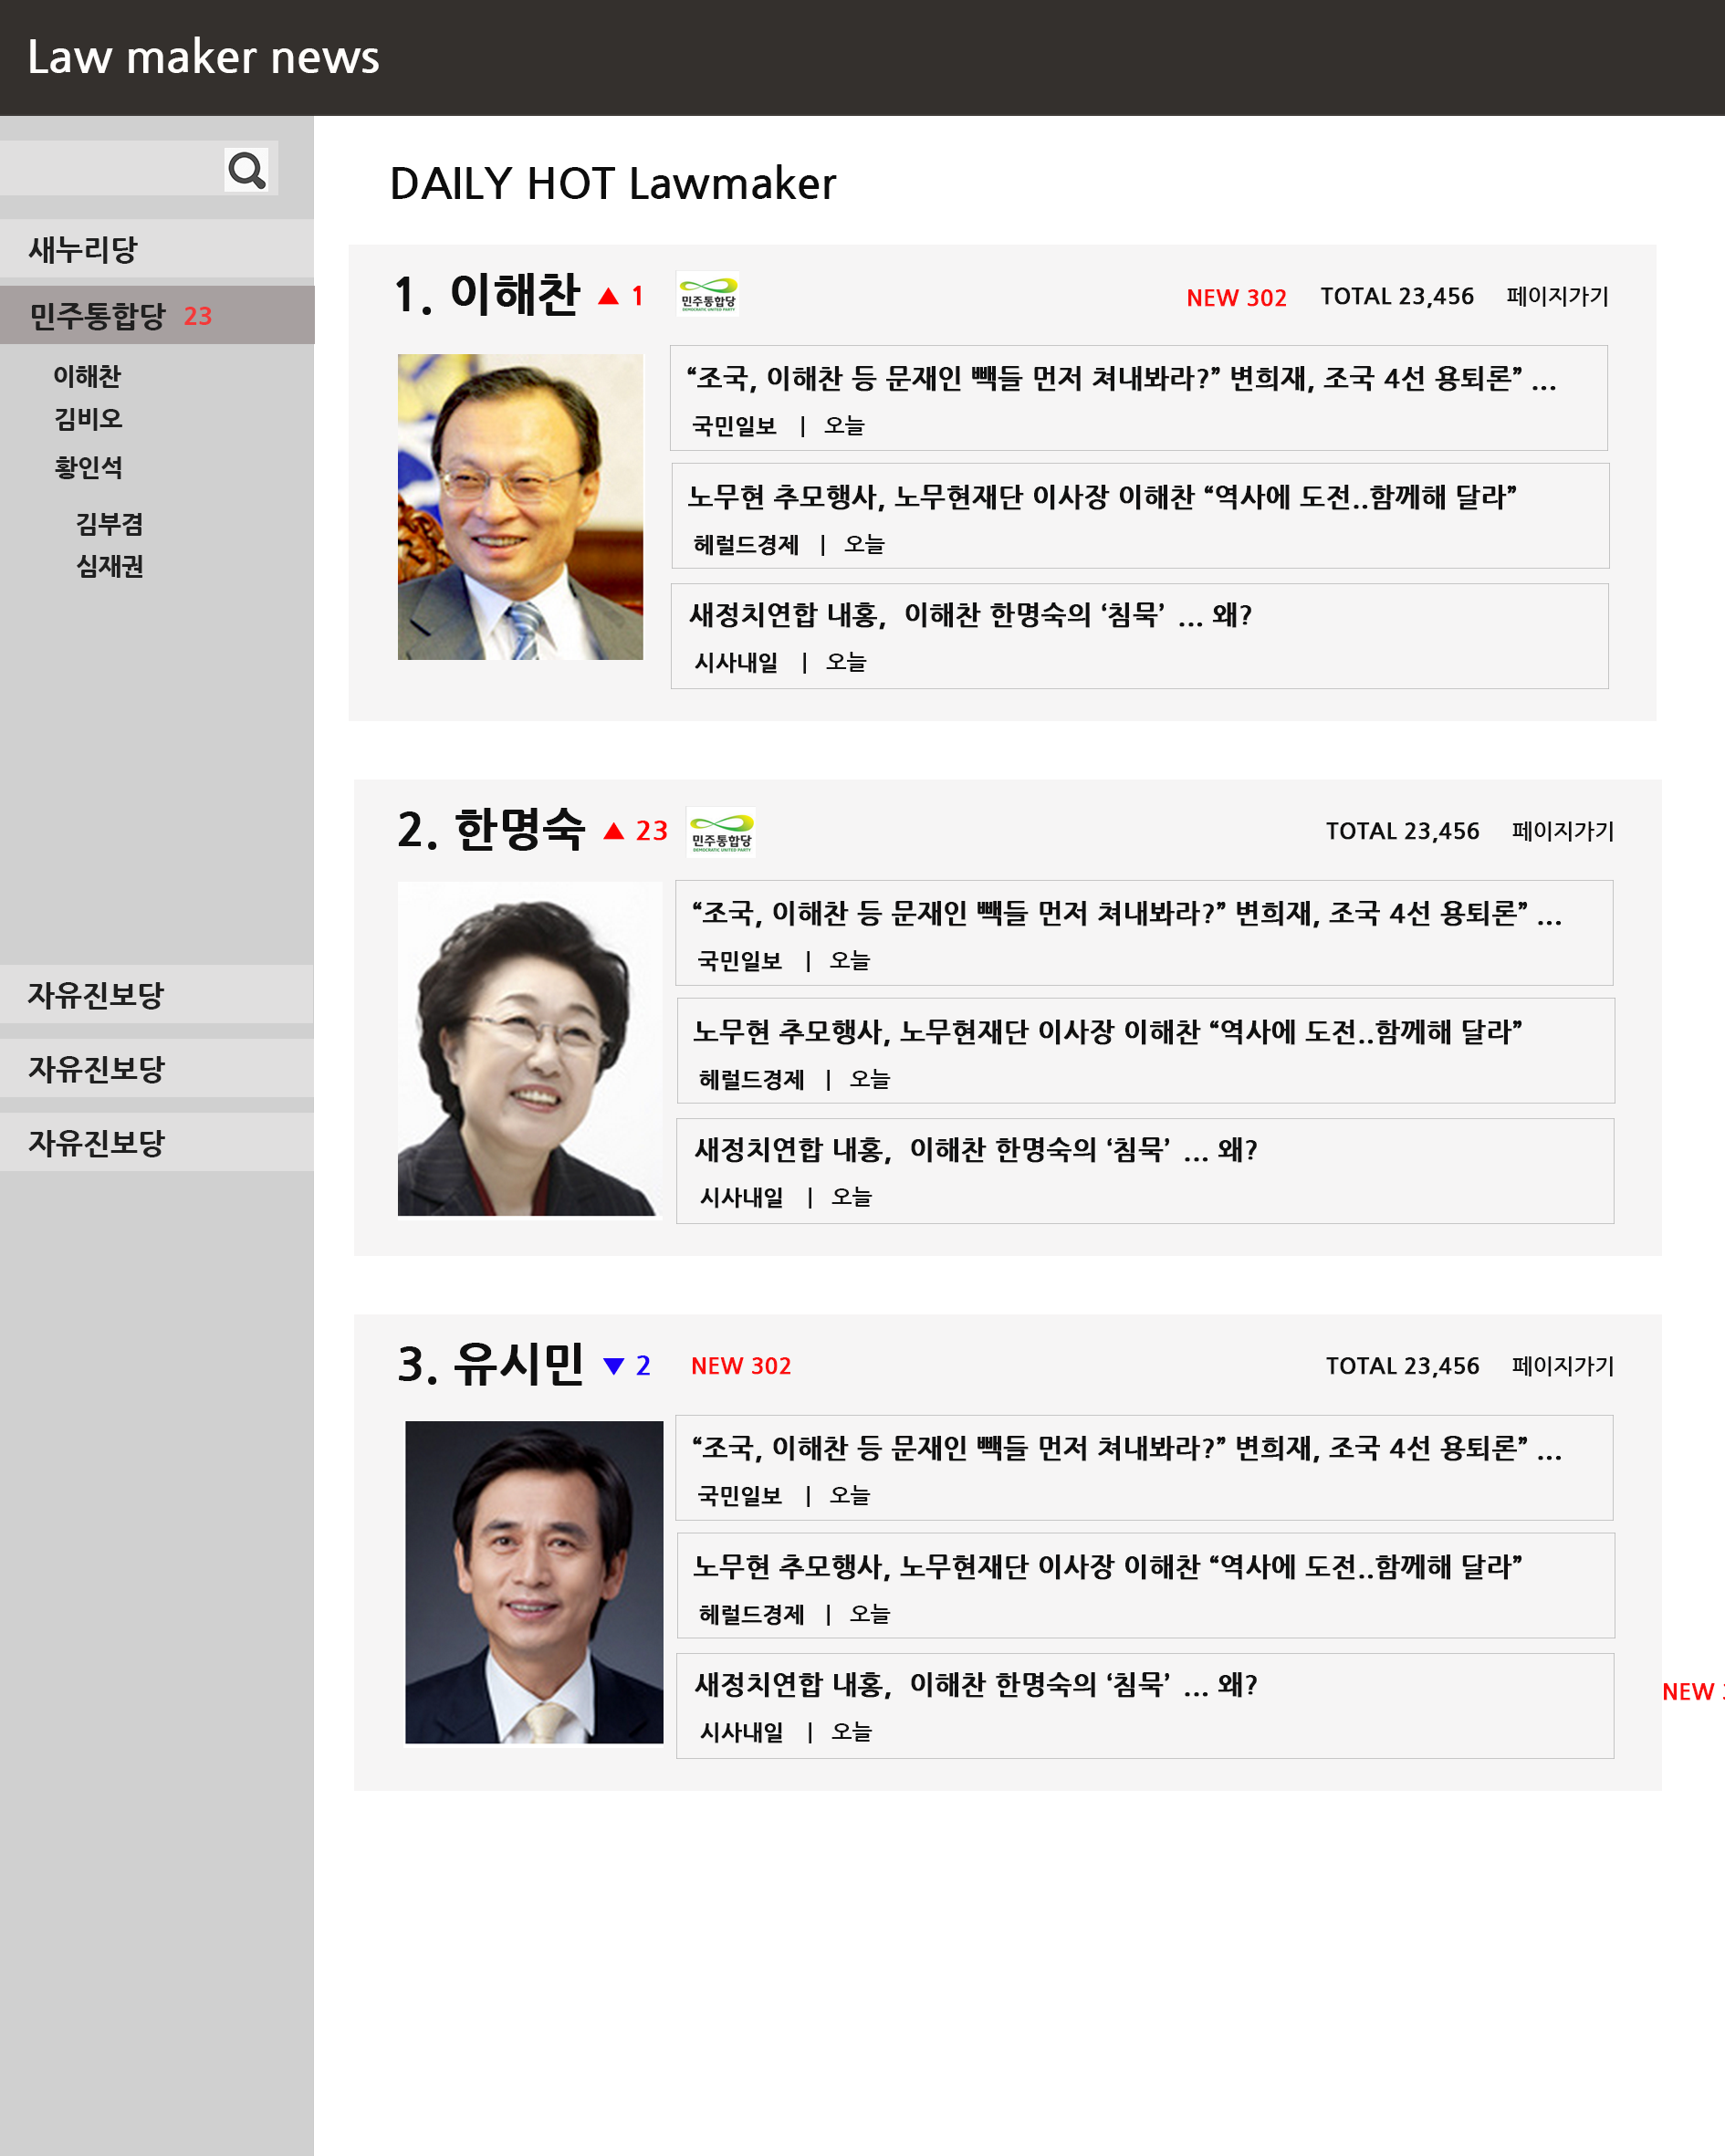 Law maker news
새누리당
민주통합당 23
이해찬
김비오
황인석
김부겸
심재권
자유진보당
자유진보당
자유진보당
DAILY HOT Lawmaker
1. 이해찬 ▲ 1 민주통합당 NEW 302 TOTAL 23,456 페이지가기
DEMOCRATIC UNITED PARTY
“조국, 이해찬 등 문재인 빽들 먼저 쳐내봐라?” 변희재, 조국 4선 용퇴론” ...
국민일보 | 오늘
노무현 추모행사, 노무현재단 이사장 이해찬 “역사에 도전..함께해 달라”
헤럴드경제 | 오늘
새정치연합 내홍, 이해찬 한명숙의 ‘침묵’ ... 왜?
시사내일 | 오늘
2. 한명숙 ▲ 23 민주통합당 TOTAL 23,456 페이지가기
DEMOCRATIC UNITED PARTY
“조국, 이해찬 등 문재인 빽들 먼저 쳐내봐라?” 변희재, 조국 4선 용퇴론” ...
국민일보 | 오늘
노무현 추모행사, 노무현재단 이사장 이해찬 “역사에 도전..함께해 달라”
헤럴드경제 | 오늘
새정치연합 내홍, 이해찬 한명숙의 ‘침묵’ ... 왜?
시사내일 | 오늘
3. 유시민 ▼ 2 NEW 302 TOTAL 23,456 페이지가기
“조국, 이해찬 등 문재인 빽들 먼저 쳐내봐라?” 변희재, 조국 4선 용퇴론” ...
국민일보 | 오늘
노무현 추모행사, 노무현재단 이사장 이해찬 “역사에 도전..함께해 달라”
헤럴드경제 | 오늘
새정치연합 내홍, 이해찬 한명숙의 ‘침묵’ ... 왜?
시사내일 | 오늘
NEW